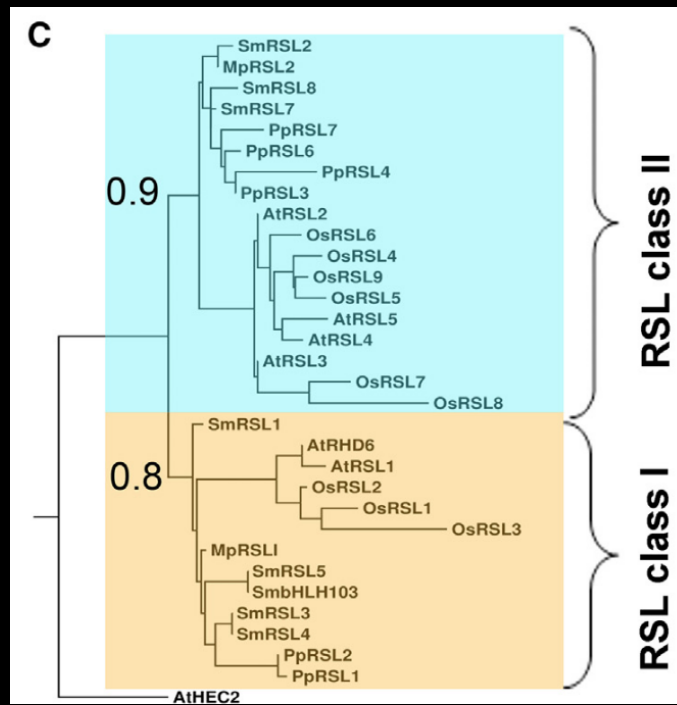 C
SmRSL2
MpRSL2
SmRSL8
SmRSL7
PpRSL7
PpRSL6
PpRSL4
PpRSL3
0.9
AtRSL2
OsRSL6
OsRSL4
OsRSL9
OsRSL5
AtRSL5
AtRSL4
AtRSL3
OsRSL7
OsRSL8
RSL class II
SmRSL1
AtRHD6
0.8
AtRSL1
OsRSL2
OsRSL1
OsRSL3
MpRSLI
SmRSL5
SmbHLH103
SmRSL3
SmRSL4
PpRSL2
PpRSL1
RSL class I
AtHEC2